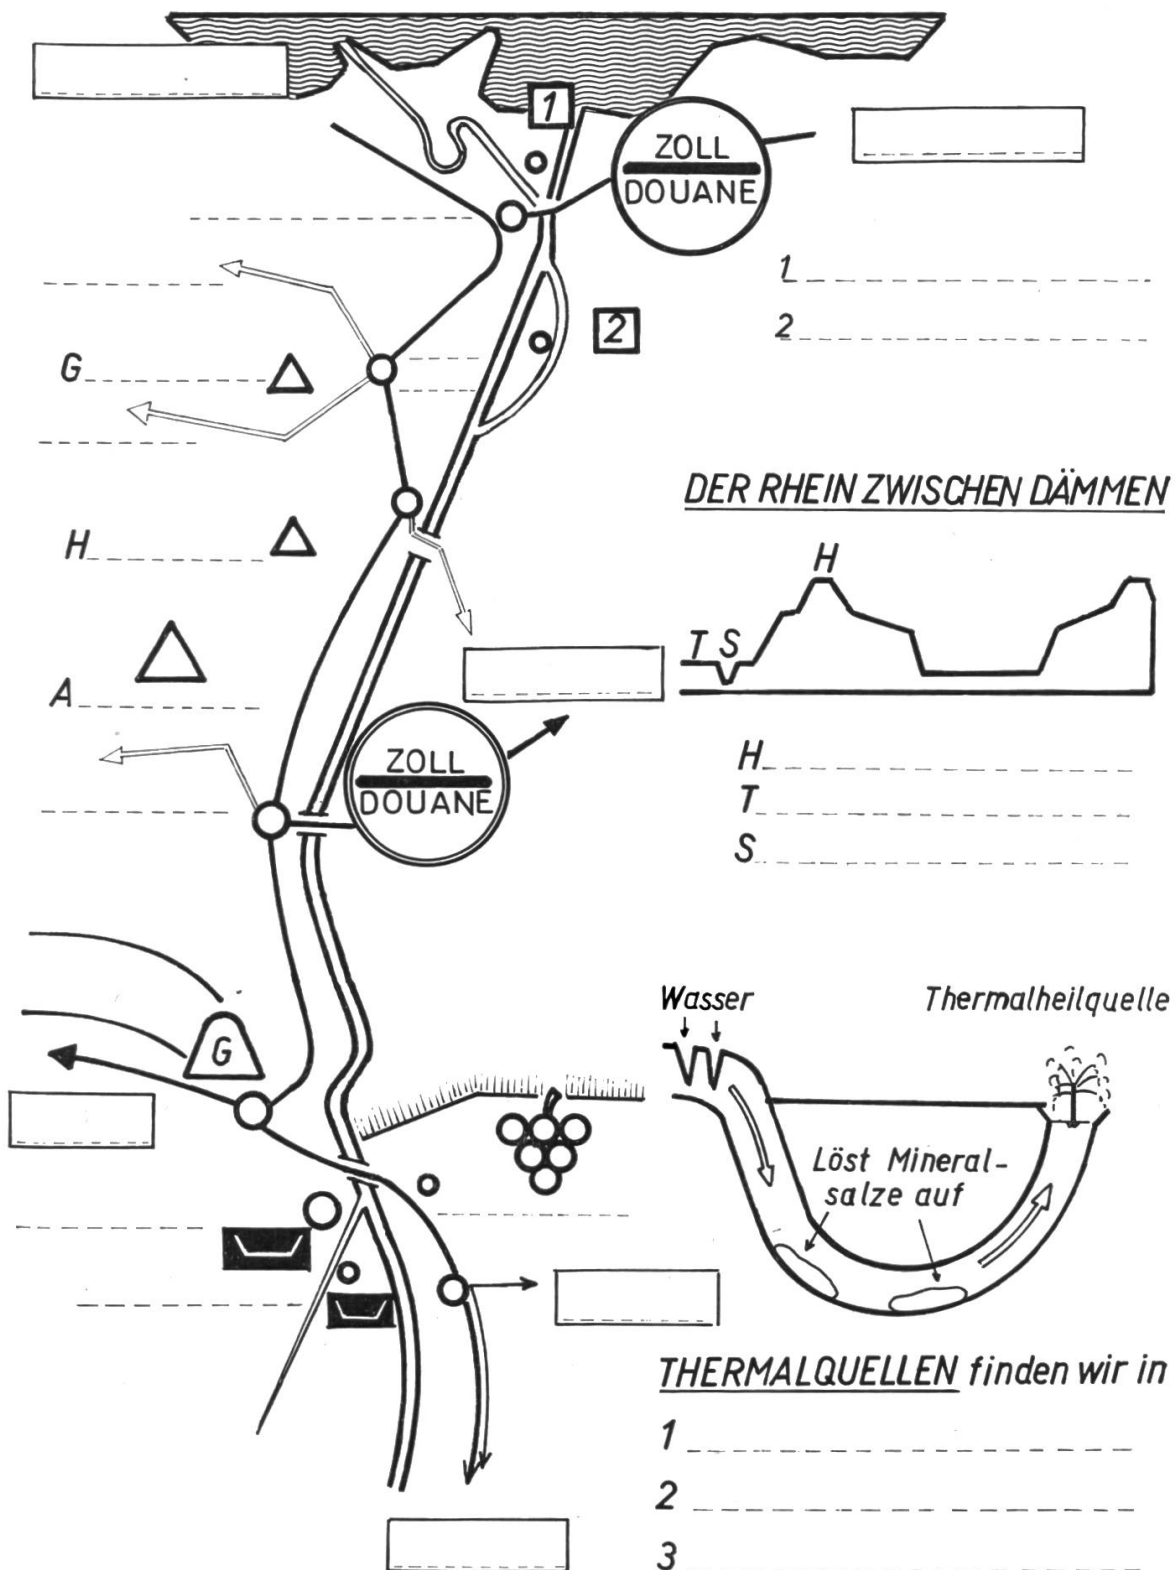 1
ZOLL
DOUANE
1
2
2
G
DER RHEIN ZWISCHEN DÄMMEN
H
H
T S
A
ZOLL
DOUANE
H
T
S
G
Wasser
Thermalheilquelle
Löst Mineral-
salze auf
THERMALQUELLEN finden wir in
1
2
3